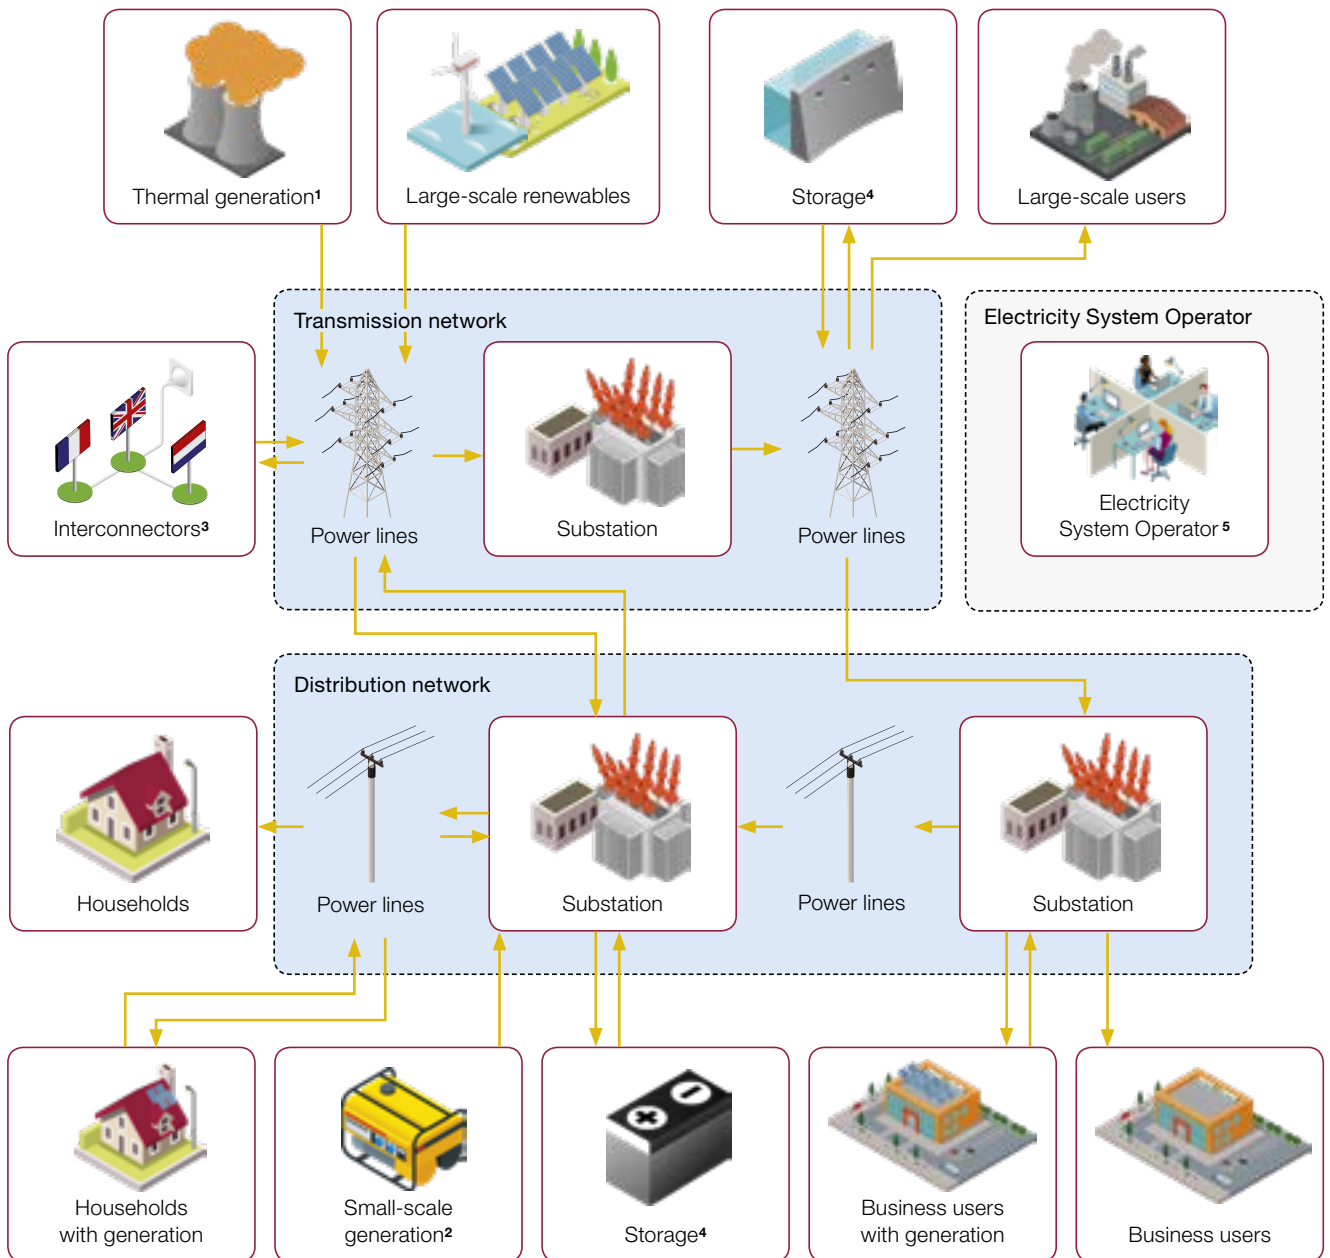 Thermal generation1
Large-scale renewables
Storage4
Large-scale users
Transmission network
Electricity System Operator
Interconnectors3
Power lines
Substation
Power lines
Electricity
System Operator 5
Distribution network
Households
Power lines
Substation
Power lines
Substation
Households
with generation
Small-scale
generation2
Storage4
Business users
with generation
Business users